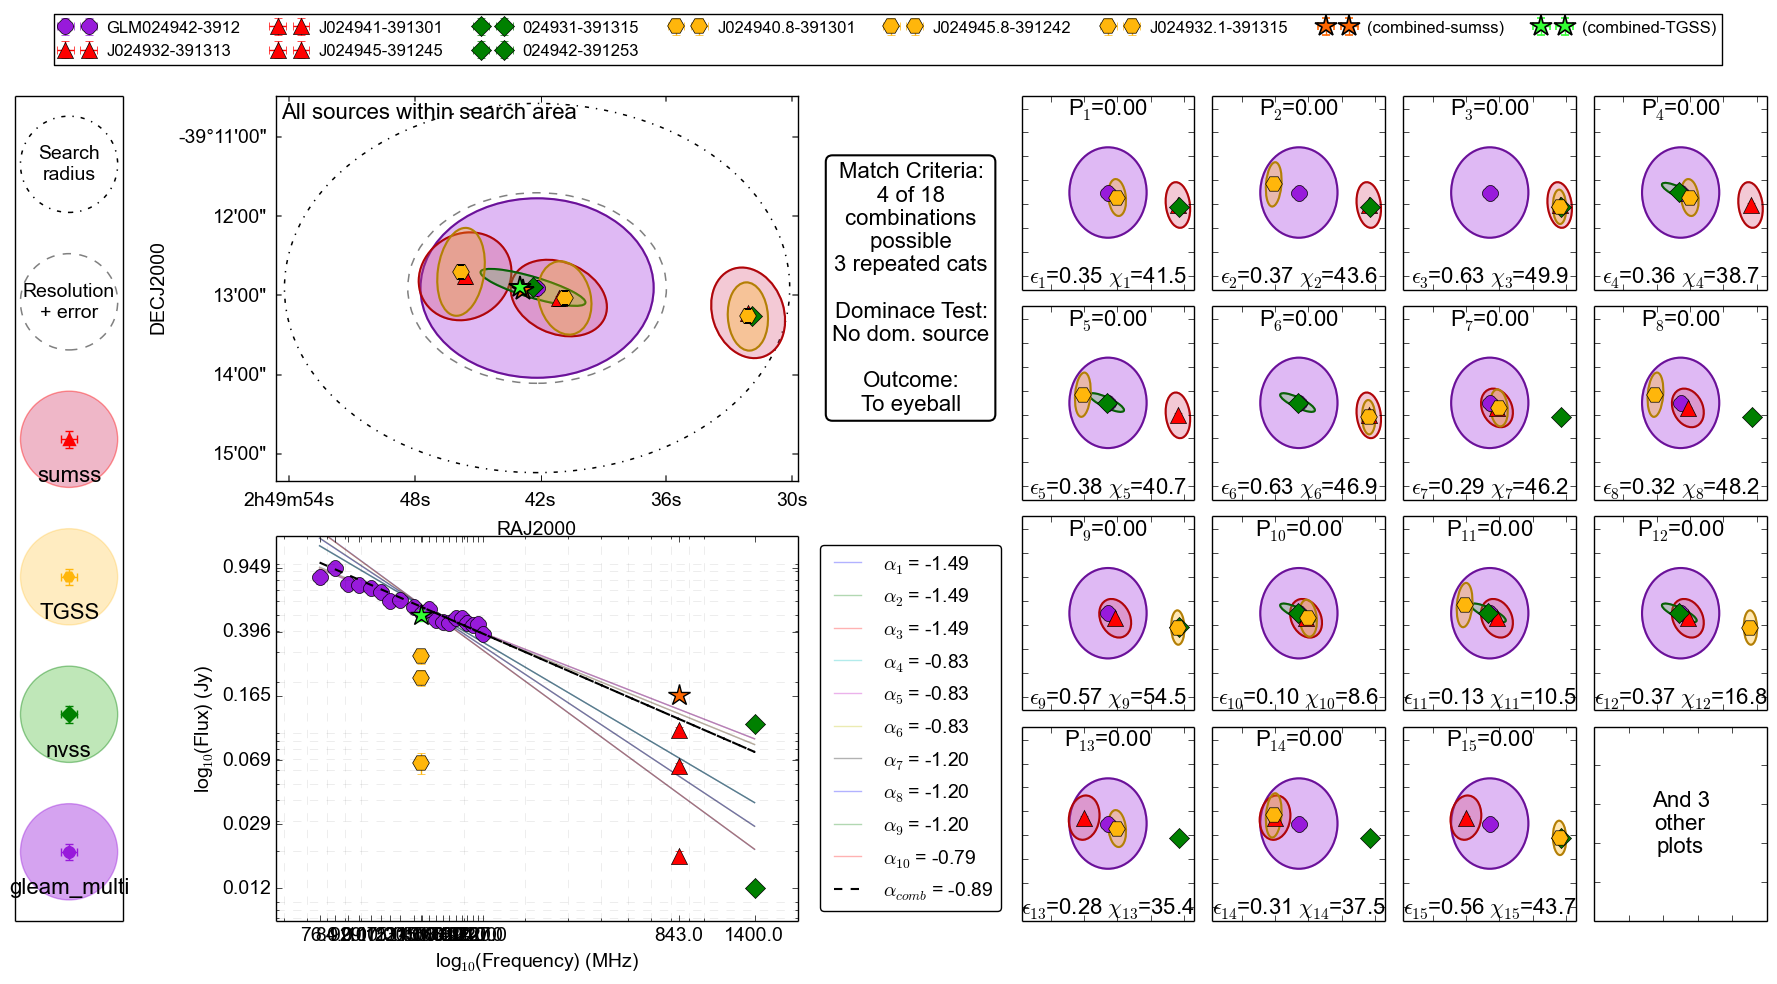 GLM024942-3912
J024941-391301
024931-391315
J024940.8-391301
J024945.8-391242
J024932.1-391315
(combined-sumss)
(combined-TGSS)
J024932-391313
J024945-391245
024942-391253
Search
radius
Resolution
+ error
sumss
TGSS
nvss
gleam_multi
All sources within search area
DECJ2000
-39°11'00"
12'00"
13'00"
14'00"
15'00"
2h49m54s
48s
42s
36s
30s
RAJ2000
log10(Flux) (Jy)
0.949
0.396
0.165
0.069
0.029
0.012
843.0
1400.0
log10(Frequency) (MHz)
Match Criteria:
4 of 18
combinations
possible
3 repeated cats
Dominace Test:
No dom. source
Outcome:
To eyeball
α1 = -1.49
α2 = -1.49
α3 = -1.49
α4 = -0.83
α5 = -0.83
α6 = -0.83
α7 = -1.20
α8 = -1.20
α9 = -1.20
α10 = -0.79
αcomb = -0.89
P1=0.00
ϵ1=0.35 χ1=41.5
P2=0.00
ϵ2=0.37 χ2=43.6
P3=0.00
ϵ3=0.63 χ3=49.9
P4=0.00
ϵ4=0.36 χ4=38.7
P5=0.00
ϵ5=0.38 χ5=40.7
P6=0.00
ϵ6=0.63 χ6=46.9
P7=0.00
ϵ7=0.29 χ7=46.2
P8=0.00
ϵ8=0.32 χ8=48.2
P9=0.00
ϵ9=0.57 χ9=54.5
P10=0.00
ϵ10=0.10 χ10=8.6
P11=0.00
ϵ11=0.13 χ11=10.5
P12=0.00
ϵ12=0.37 χ12=16.8
P13=0.00
ϵ13=0.28 χ13=35.4
P14=0.00
ϵ14=0.31 χ14=37.5
P15=0.00
ϵ15=0.56 χ15=43.7
And 3
other
plots